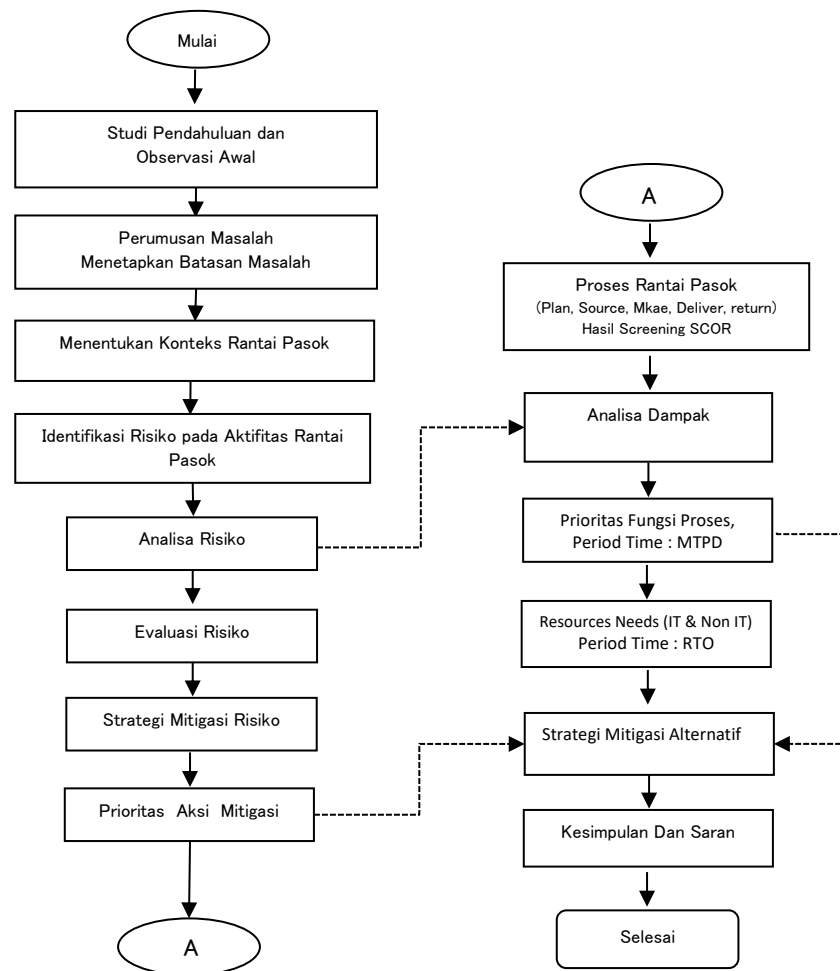 Mulai
Studi Pendahuluan dan
Observasi Awal
Perumusan Masalah
Menetapkan Batasan Masalah
Menentukan Konteks Rantai Pasok
Identifikasi Risiko pada Aktifitas Rantai
Pasok
Analisa Risiko
Evaluasi Risiko
Strategi Mitigasi Risiko
Prioritas Aksi Mitigasi
A
A
Proses Rantai Pasok
(Plan, Source, Mkae, Deliver, return)
Hasil Screening SCOR
Analisa Dampak
Prioritas Fungsi Proses,
Period Time : MTPD
Resources Needs (IT & Non IT)
Period Time : RTO
Strategi Mitigasi Alternatif
Kesimpulan Dan Saran
Selesai